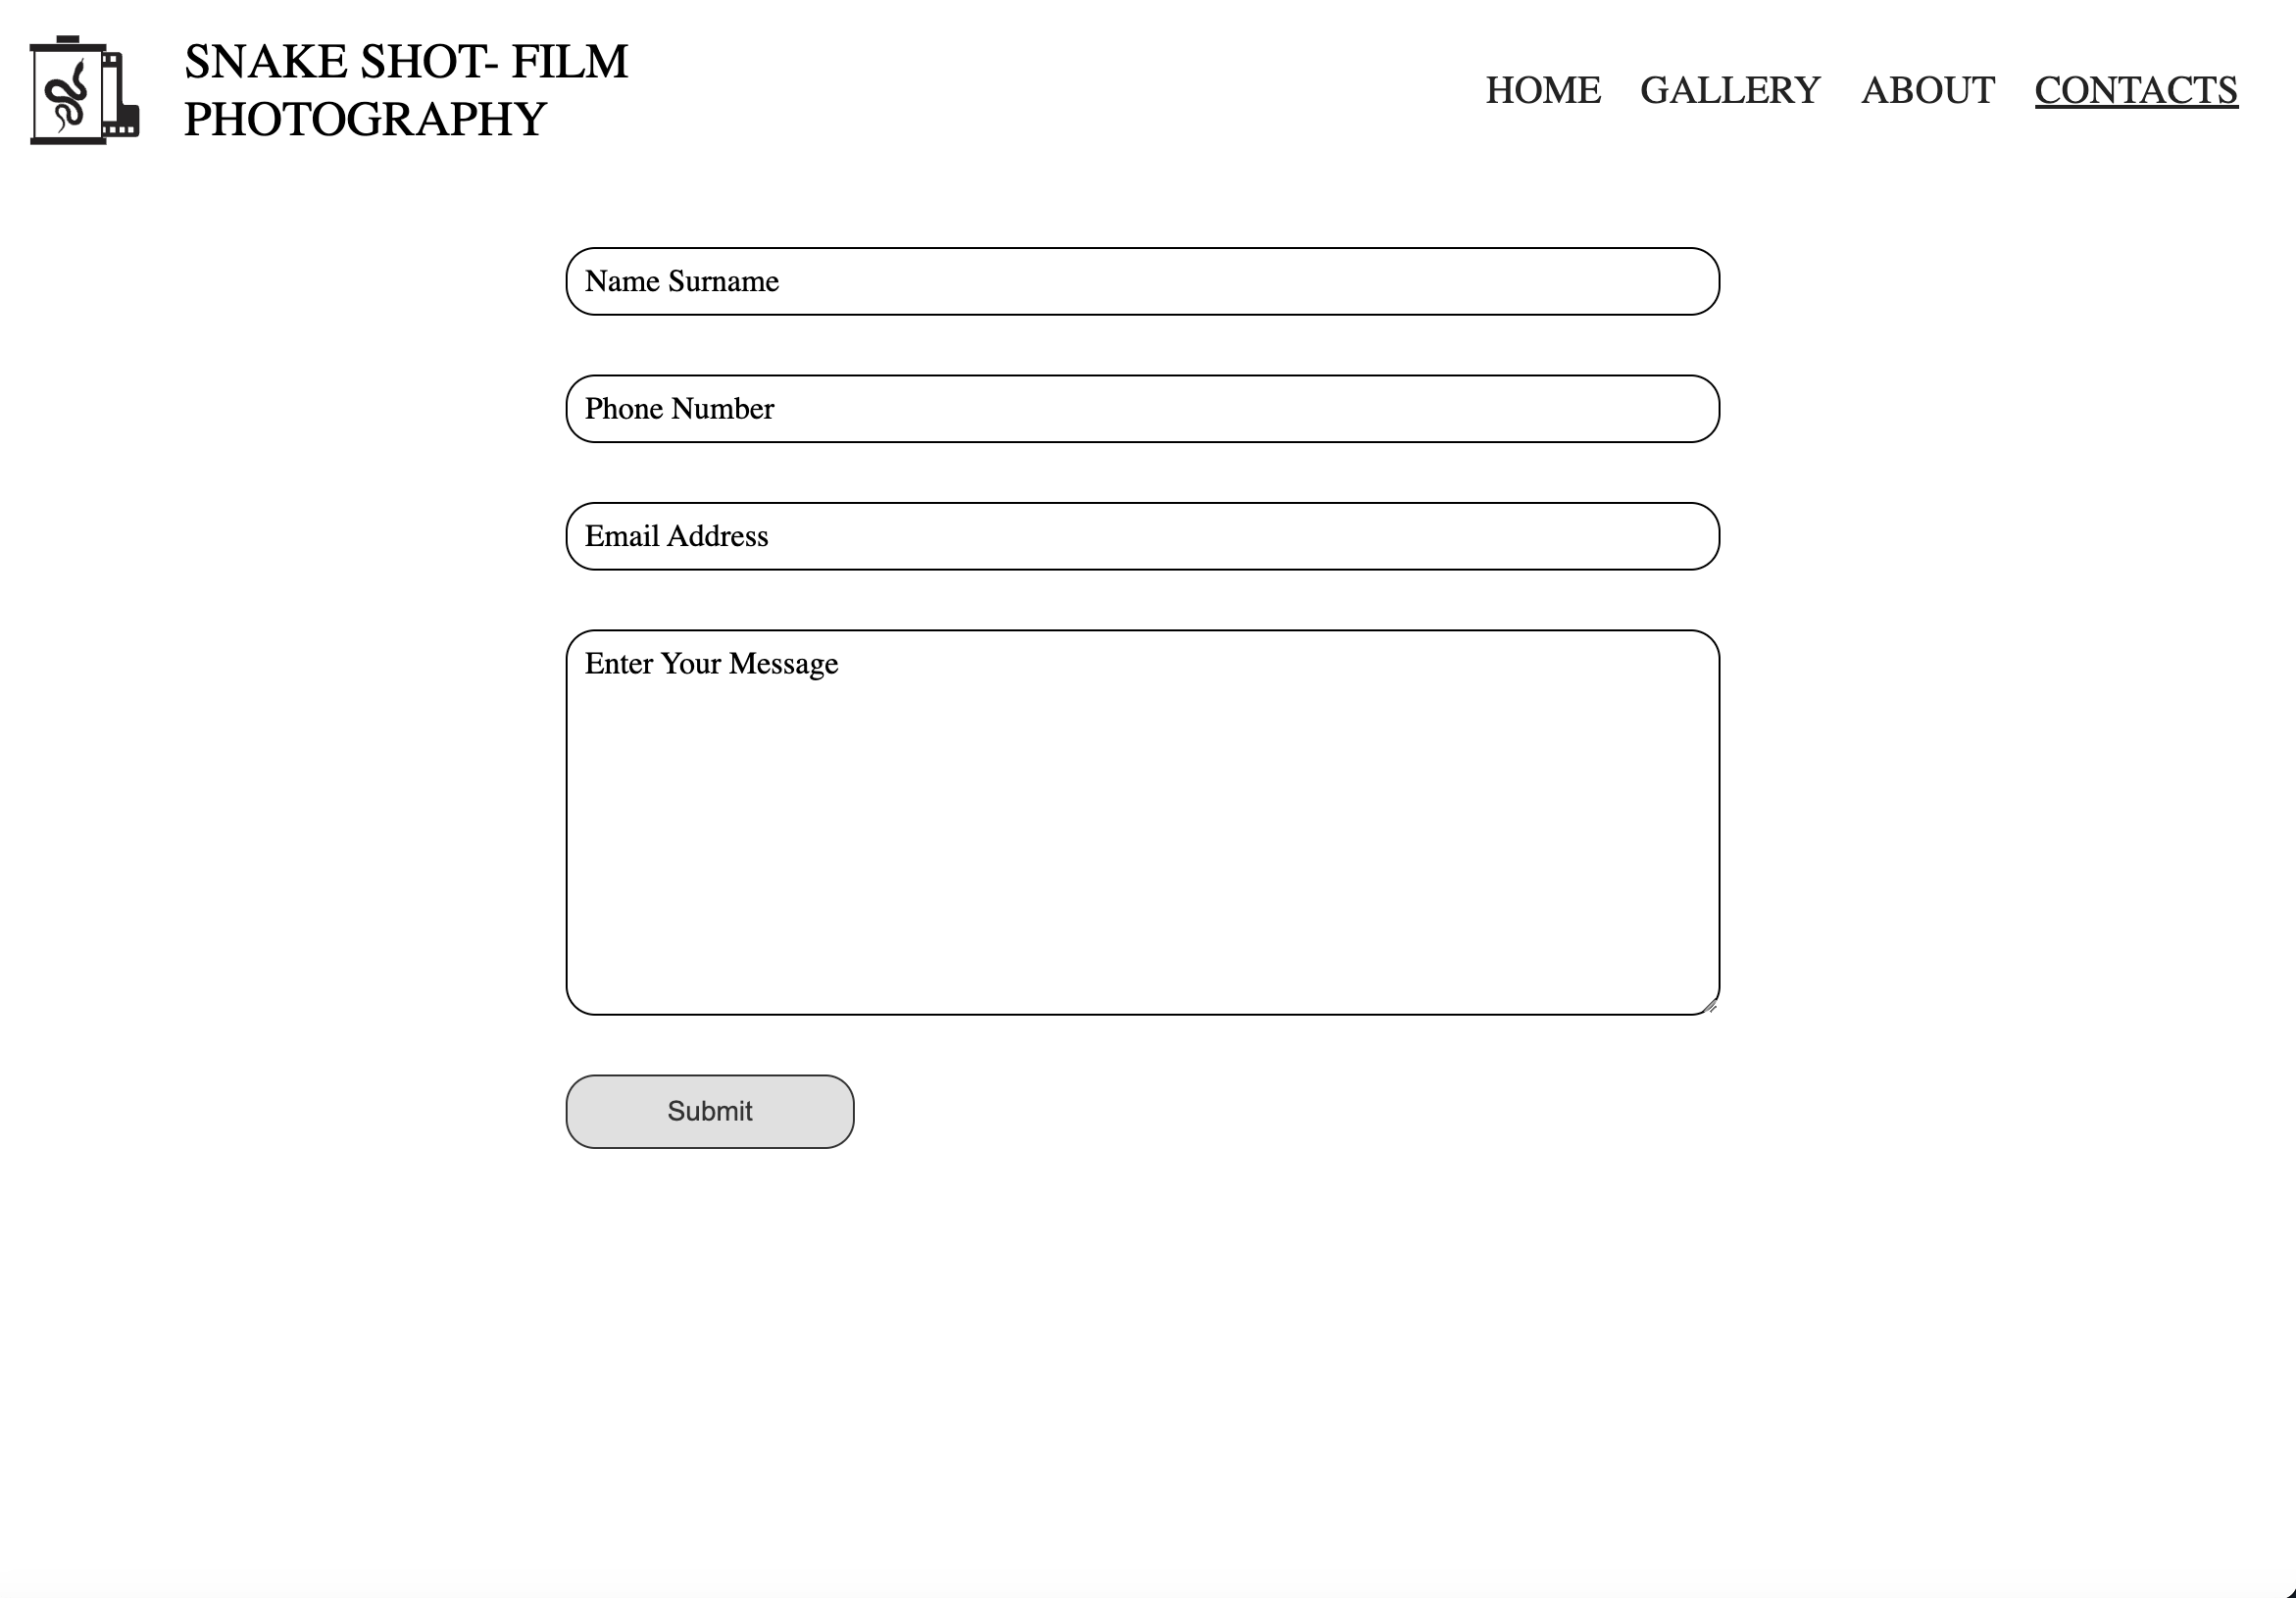 SNAKE SHOT- FILM
PHOTOGRAPHY
HOME GALLERY ABOUT CONTACTS
Name Surname
Phone Number
Email Address
Enter Your Message
Submit